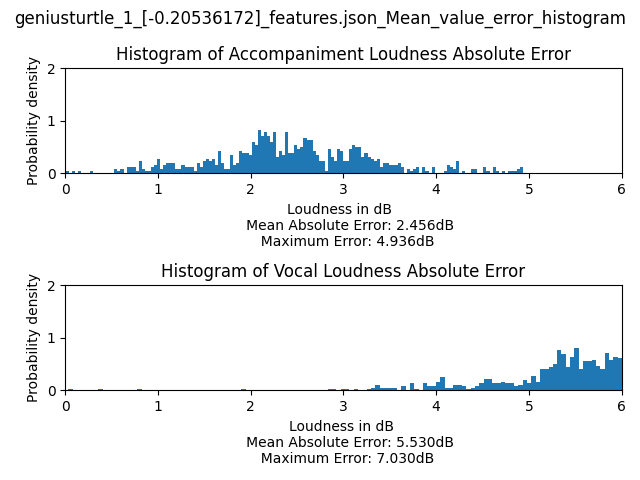 geniusturtle_1_[-0.20536172]_features.json_Mean_value_error_histogram
Histogram of Accompaniment Loudness Absolute Error
Probability density
2
1
0
0 1 2 3 4 5 6
Loudness in dB
Mean Absolute Error: 2.456dB
Maximum Error: 4.936dB
Histogram of Vocal Loudness Absolute Error
Probability density
2
1
0
0 1 2 3 4 5 6
Loudness in dB
Mean Absolute Error: 5.530dB
Maximum Error: 7.030dB